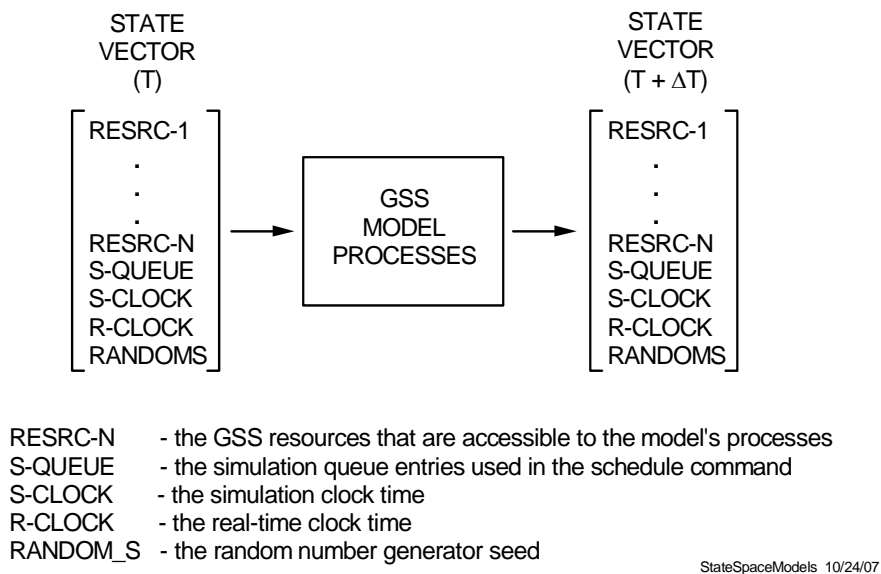 STATE
VECTOR
(T)
RESRC-1
.
.
.
RESRC-N
S-QUEUE
S-CLOCK
R-CLOCK
RANDOMS
GSS
MODEL
PROCESSES
STATE
VECTOR
(T + ΔT)
RESRC-1
.
.
.
RESRC-N
S-QUEUE
S-CLOCK
R-CLOCK
RANDOMS
RESRC-N - the GSS resources that are accessible to the model's processes
S-QUEUE - the simulation queue entries used in the schedule command
S-CLOCK - the simulation clock time
R-CLOCK - the real-time clock time
RANDOM_S - the random number generator seed
StateSpaceModels 10/24/07